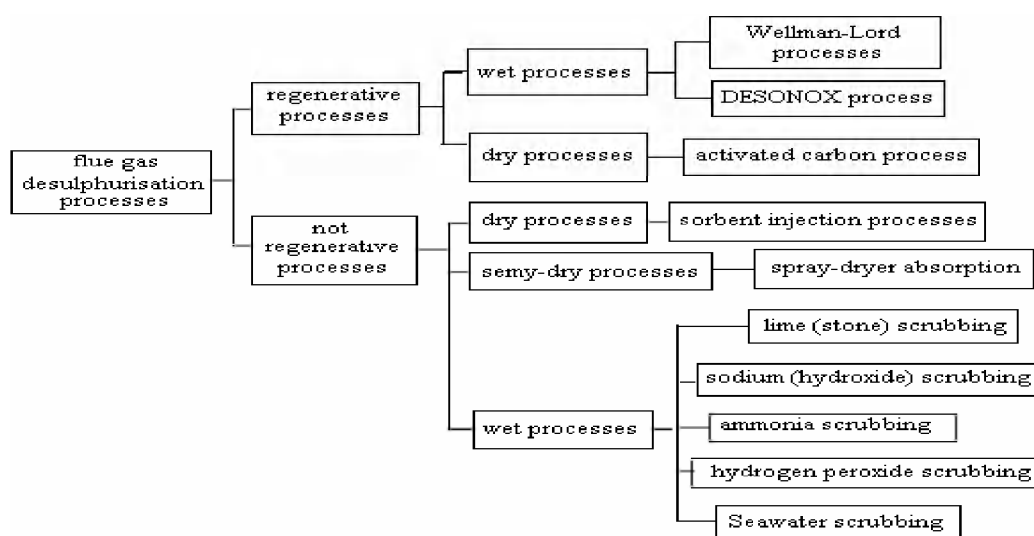 flue gas
desulphurisation
processes
regenerative
processes
wet processes
Wellman-Lord
processes
DESONOX process
dry processes
activated carbon process
not
regenerative
processes
dry processes
sorbent injection processes
semy-dry processes
spray-dryer absorption
wet processes
lime (stone) scrubbing
sodium (hydroxide) scrubbing
ammonia scrubbing
hydrogen peroxide scrubbing
Seawater scrubbing